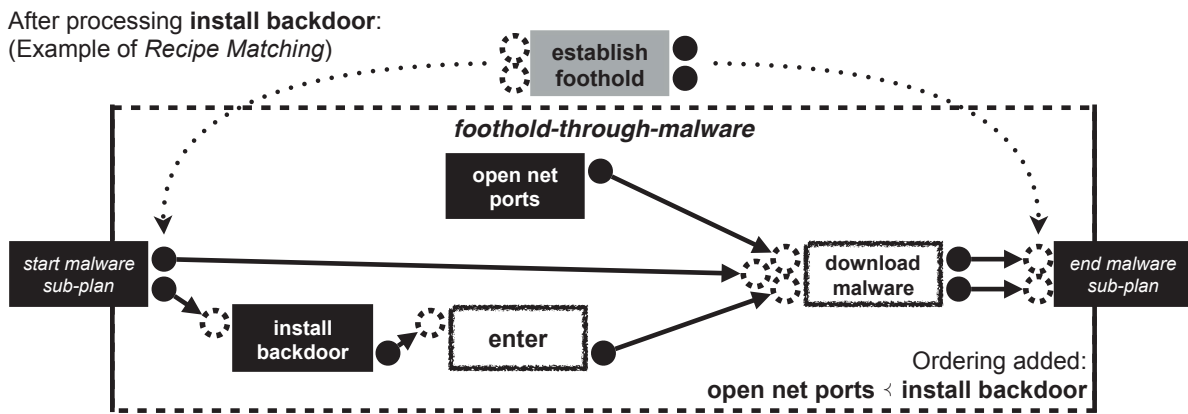 After processing install backdoor:
(Example of Recipe Matching)
establish
foothold
foothold-through-malware
open net
ports
start malware
sub-plan
download
malware
end malware
sub-plan
install
backdoor
enter
Ordering added:
open net ports ≺ install backdoor